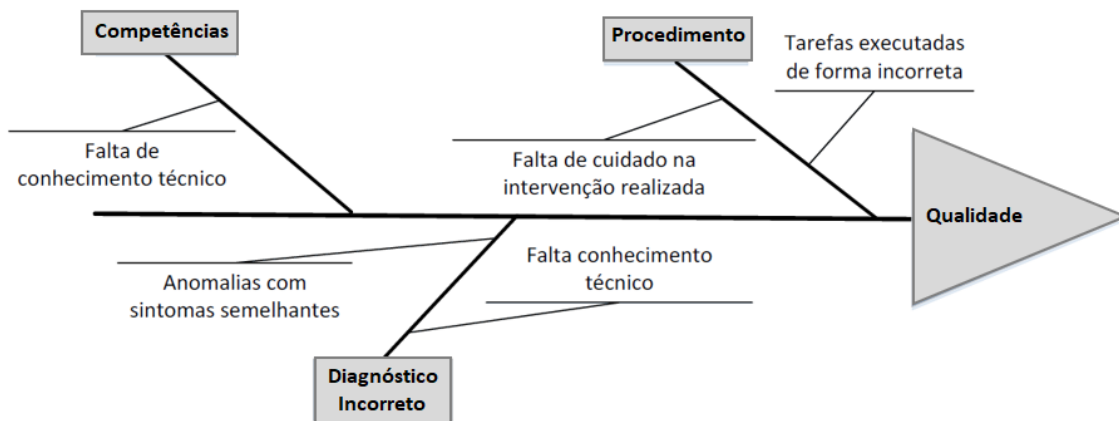 Competências
Procedimento
Tarefas executadas
de forma incorreta
Falta de
conhecimento técnico
Falta de cuidado na
intervenção realizada
Qualidade
Anomalias com
sintomas semelhantes
Falta conhecimento
técnico
Diagnóstico
Incorreto